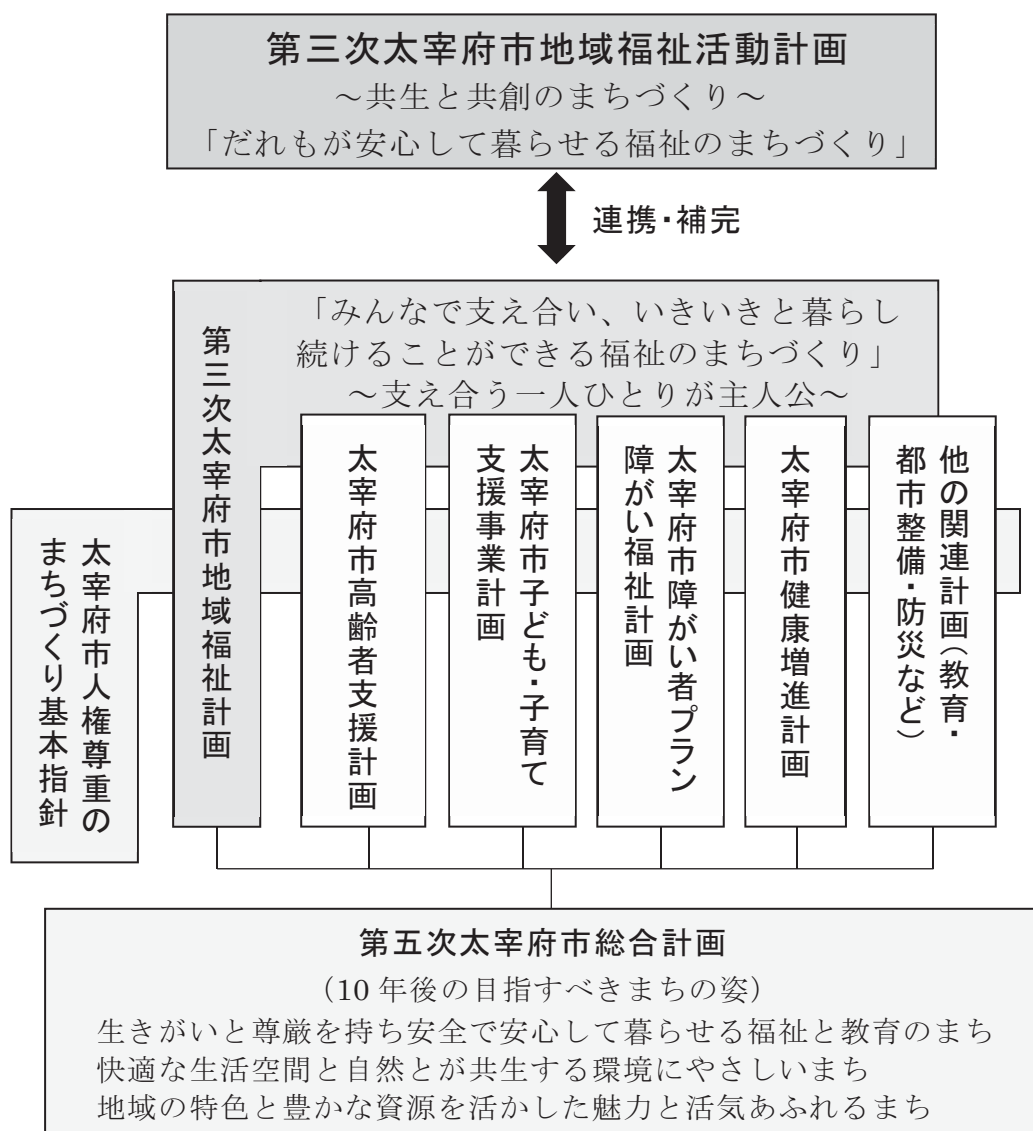 第三次太宰府市地域福祉活動計画
～共生と共創のまちづくり～
「だれもが安心して暮らせる福祉のまちづくり」
連携・補完
「みんなで支え合い、いきいきと暮らし
続けることができる福祉のまちづくり」
～支え合う一人ひとりが主人公～
第三次太宰府市地域福祉計画
太宰府市高齢者支援計画
太宰府市子ども・子育て
支援事業計画
太宰府市障がい者プラン
障がい福祉計画
太宰府市健康増進計画
他の関連計画（教育・
都市整備・防災など）
太宰府市人権尊重の
まちづくり基本指針
第五次太宰府市総合計画
（10年後の目指すべきまちの姿）
生きがいと尊厳を持ち安全で安心して暮らせる福祉と教育のまち
快適な生活空間と自然とが共生する環境にやさしいまち
地域の特色と豊かな資源を活かした魅力と活気あふれるまち